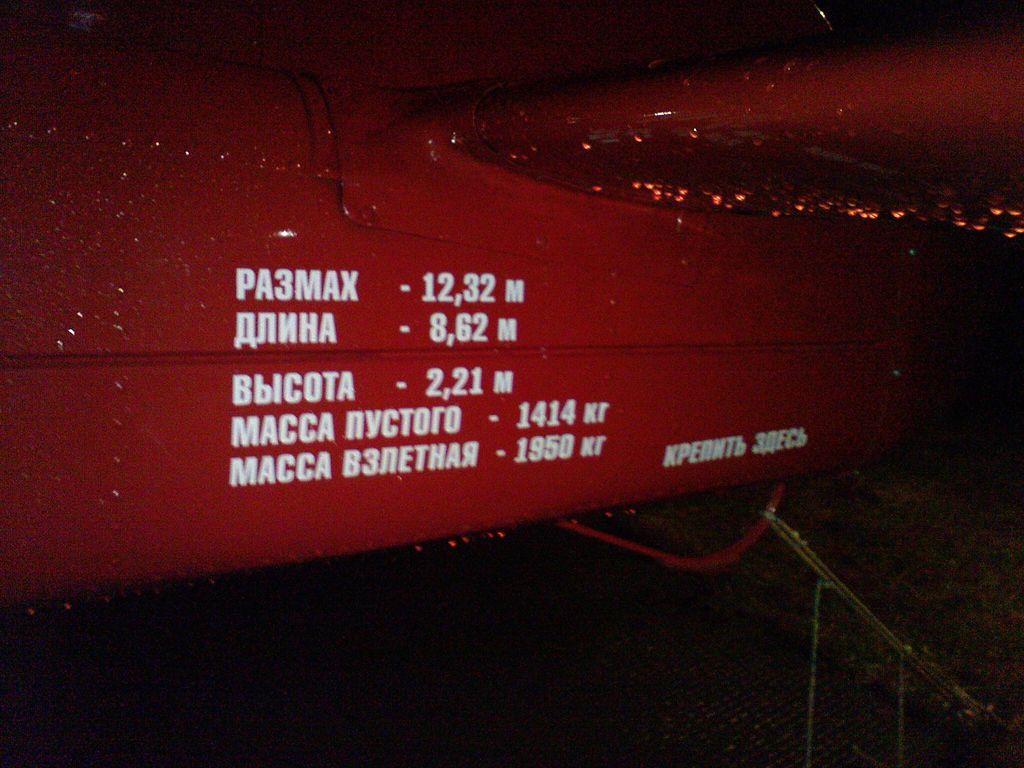 РАЗМАХ - 12,32 м
ДЛИНА - 8,62 м
ВЫСОТА - 2,21 м
МАССА ПУСТОГО - 1414 кг
МАССА ВЗЛЕТНАЯ - 1950 кг
КРЕПИТЬ ЗДЕСЬ